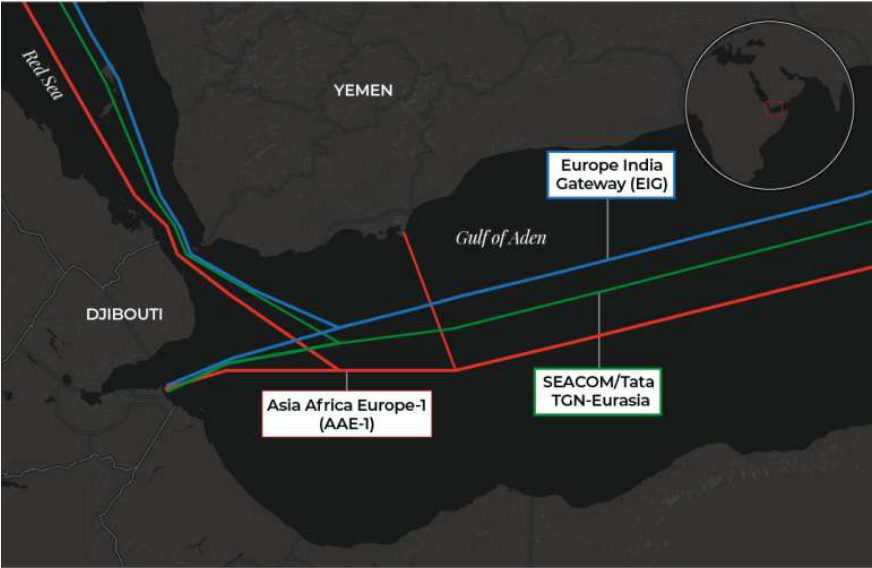 Red Sea
YEMEN
Europe India
Gateway (EIG)
Gulf of Aden
DJIBOUTI
SEACOM/Tata
TGN-Eurasia
Asia Africa Europe-1
(AAE-1)